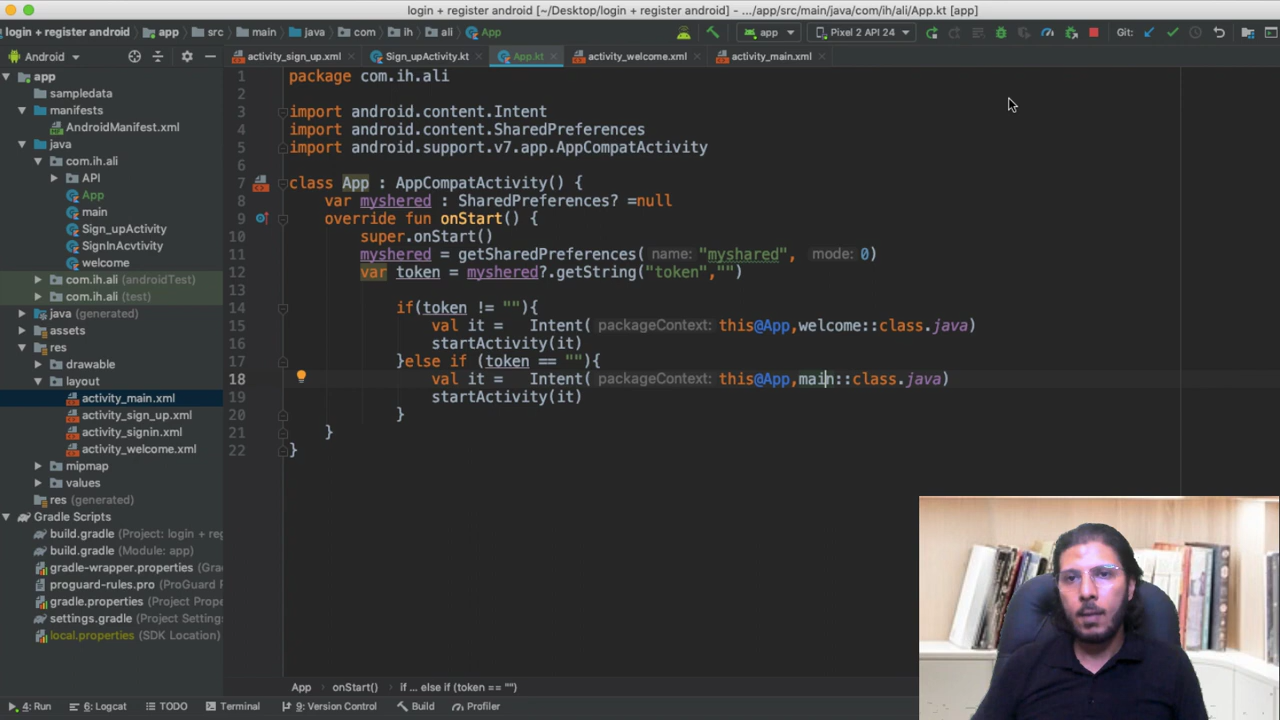 login + register android [~/Desktop/login + register android] - .../app/src/main/java/com/ih/ali/App.kt [app]
login + register android app src main java com ih ali App app Pixel 2 API 24 Git:
Android activity_sign_up.xml Sign_upActivity.kt App.kt activity_welcome.xml activity_main.xml
app
sampledata
manifests
AndroidManifest.xml
java
com.ih.ali
API
App
main
Sign_upActivity
SignInAcvtivity
welcome
com.ih.ali (androidTest)
com.ih.ali (test)
java (generated)
assets
res
drawable
layout
activity_main.xml
activity_sign_up.xml
activity_signin.xml
activity_welcome.xml
mipmap
values
res (generated)
Gradle Scripts
build.gradle (Project: login + reg
build.gradle (Module: app)
gradle-wrapper.properties (Gra
proguard-rules.pro (ProGuard R
gradle.properties (Project Prope
settings.gradle (Project Settings
local.properties (SDK Location)
1 package com.ih.ali
2
3 import android.content.Intent
4 import android.content.SharedPreferences
5 import android.support.v7.app.AppCompatActivity
6
7 class App : AppCompatActivity() {
8 var myshered : SharedPreferences? =null
9 override fun onStart() {
10 super.onStart()
11 myshered = getSharedPreferences( name: "myshared", mode: 0)
12 var token = myshered?.getString("token","")
13
14 if(token != ""){
15 val it = Intent( packageContext: this@App,welcome::class.java)
16 startActivity(it)
17 }else if (token == ""){
18 val it = Intent( packageContext: this@App,main::class.java)
19 startActivity(it)
20 }
21 }
22 }
App onStart() if ... else if (token == "")
4: Run 6: Logcat TODO Terminal 9: Version Control Build Profiler